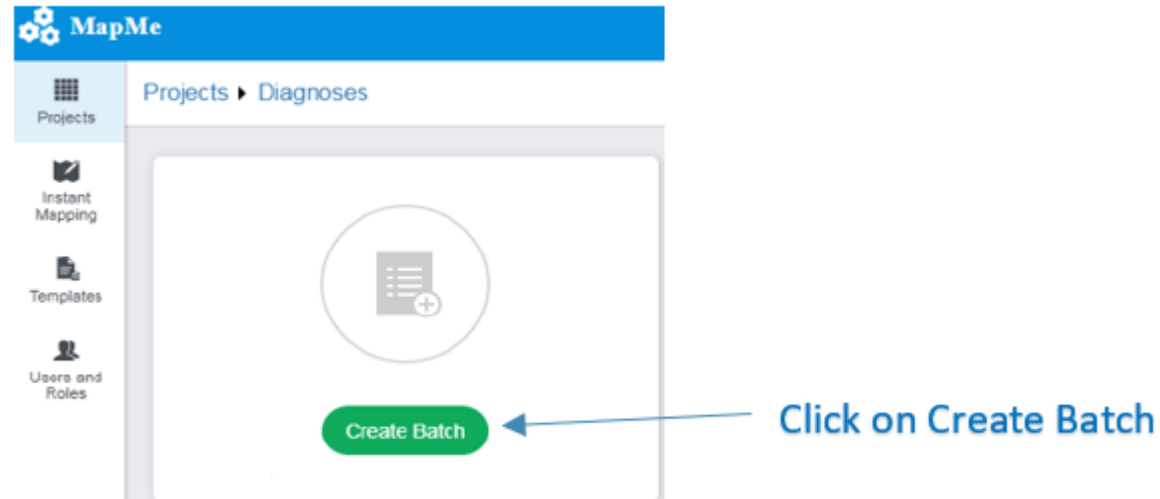 MapMe
Projects
Projects ▸ Diagnoses
Instant
Mapping
Templates
Users and
Roles
Create Batch
Click on Create Batch